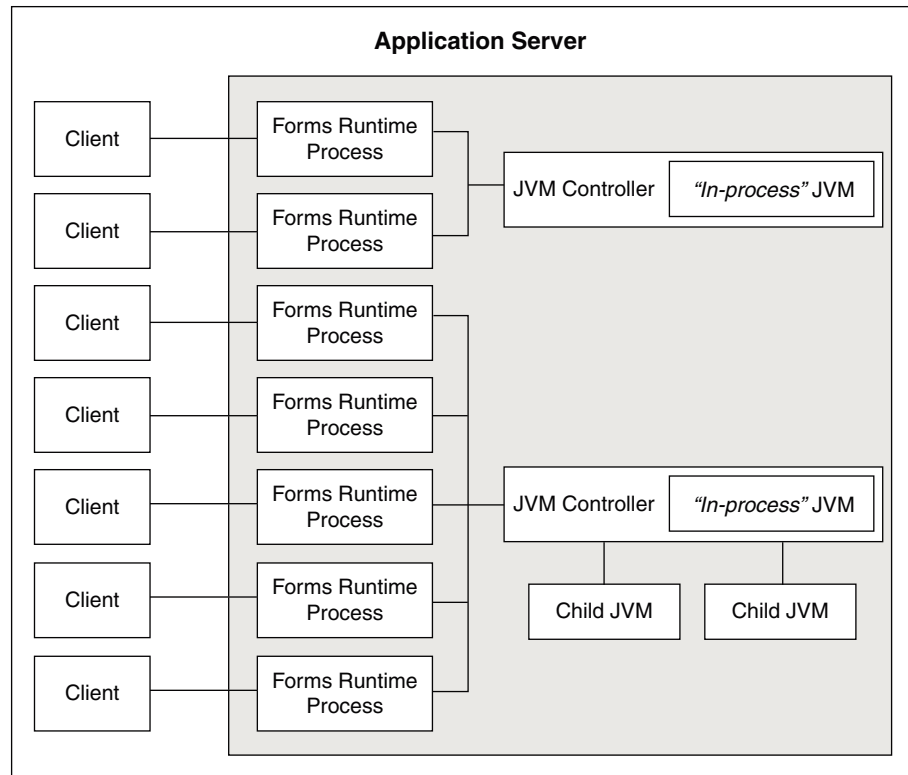 Application Server
Client
Forms Runtime
Process
JVM Controller
"In-process" JVM
Client
Forms Runtime
Process
Client
Forms Runtime
Process
Client
Forms Runtime
Process
Client
Forms Runtime
Process
JVM Controller
"In-process" JVM
Client
Forms Runtime
Process
Child JVM
Child JVM
Client
Forms Runtime
Process